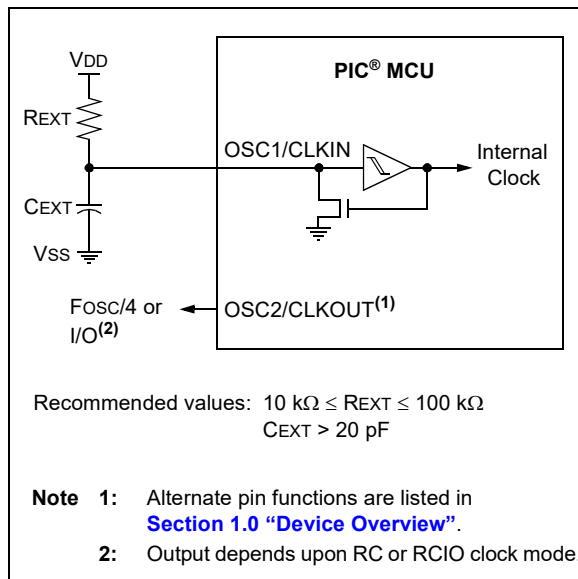 VDD
PIC® MCU
REXT
OSC1/CLKIN
Internal
Clock
CEXT
VSS
FOSC/4 or
I/O(2)
OSC2/CLKOUT(1)
Recommended values: 10 kΩ ≤ REXT ≤ 100 kΩ
CEXT > 20 pF
Note 1: Alternate pin functions are listed in
Section 1.0 “Device Overview”.
2: Output depends upon RC or RCIO clock mode.